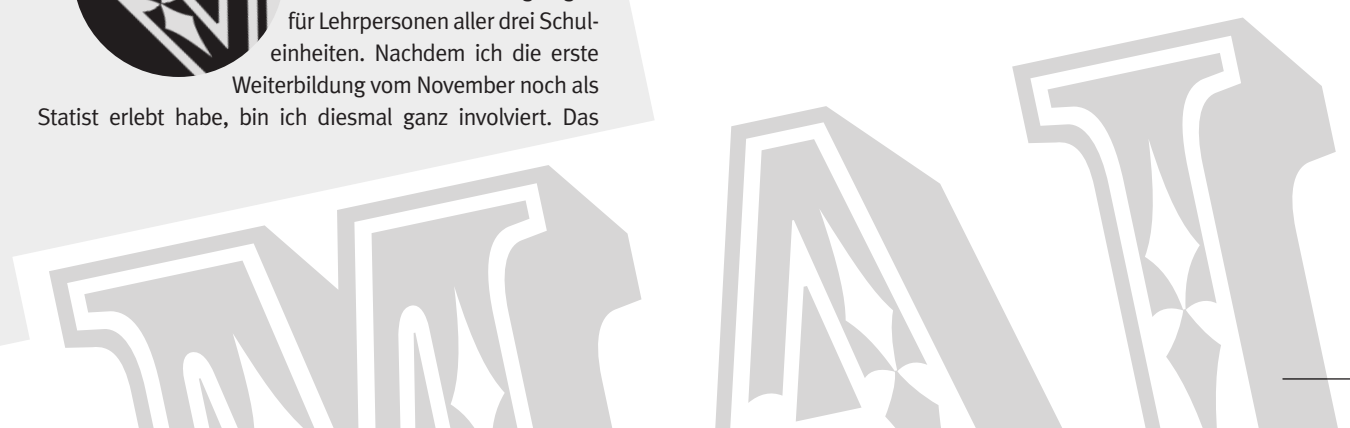 für Lehrpersonen aller drei Schul-
einheiten. Nachdem ich die erste
Weiterbildung vom November noch als
Statist erlebt habe, bin ich diesmal ganz involviert. Das
MAI